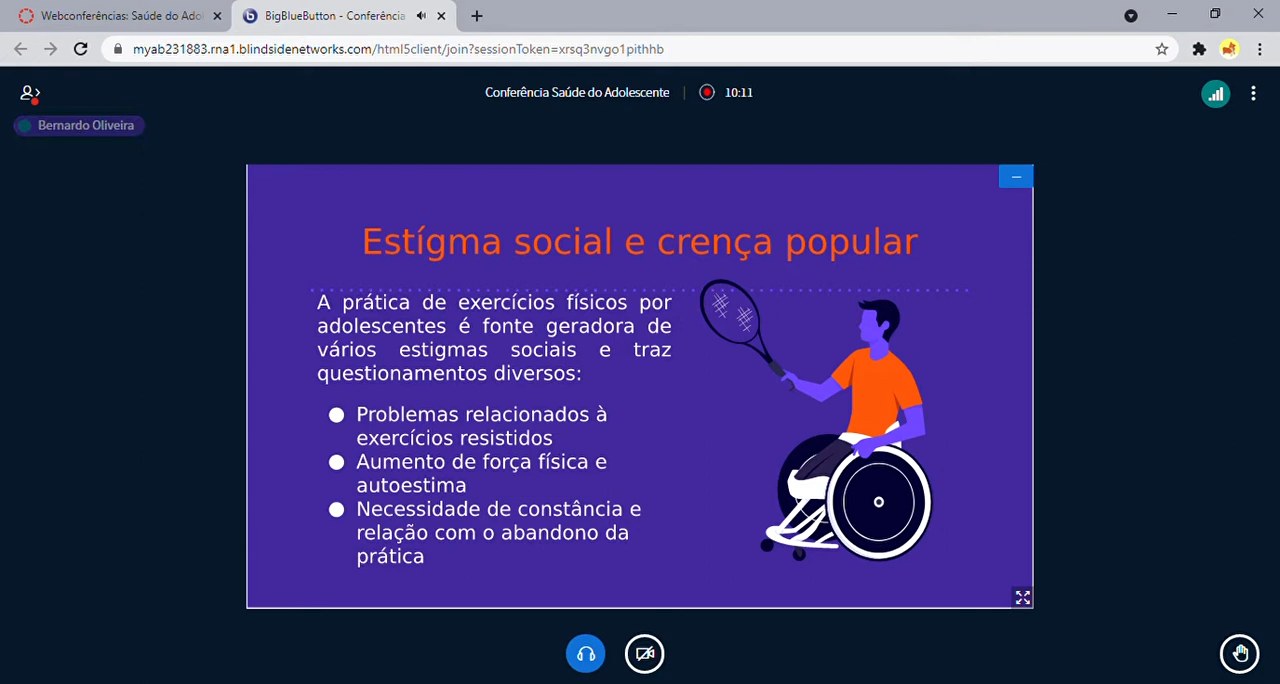 Webconferências: Saúde do Ado
BigBlueButton - Conferência
myab231883.rna1.blindsidenetworks.com/html5client/join?sessionToken=xrsq3nvgo1pithhb
Conferência Saúde do Adolescente | 10:11
Bernardo Oliveira
Estígma social e crença popular
A prática de exercícios físicos por
adolescentes é fonte geradora de
vários estigmas sociais e traz
questionamentos diversos:
● Problemas relacionados à
exercícios resistidos
● Aumento de força física e
autoestima
● Necessidade de constância e
relação com o abandono da
prática